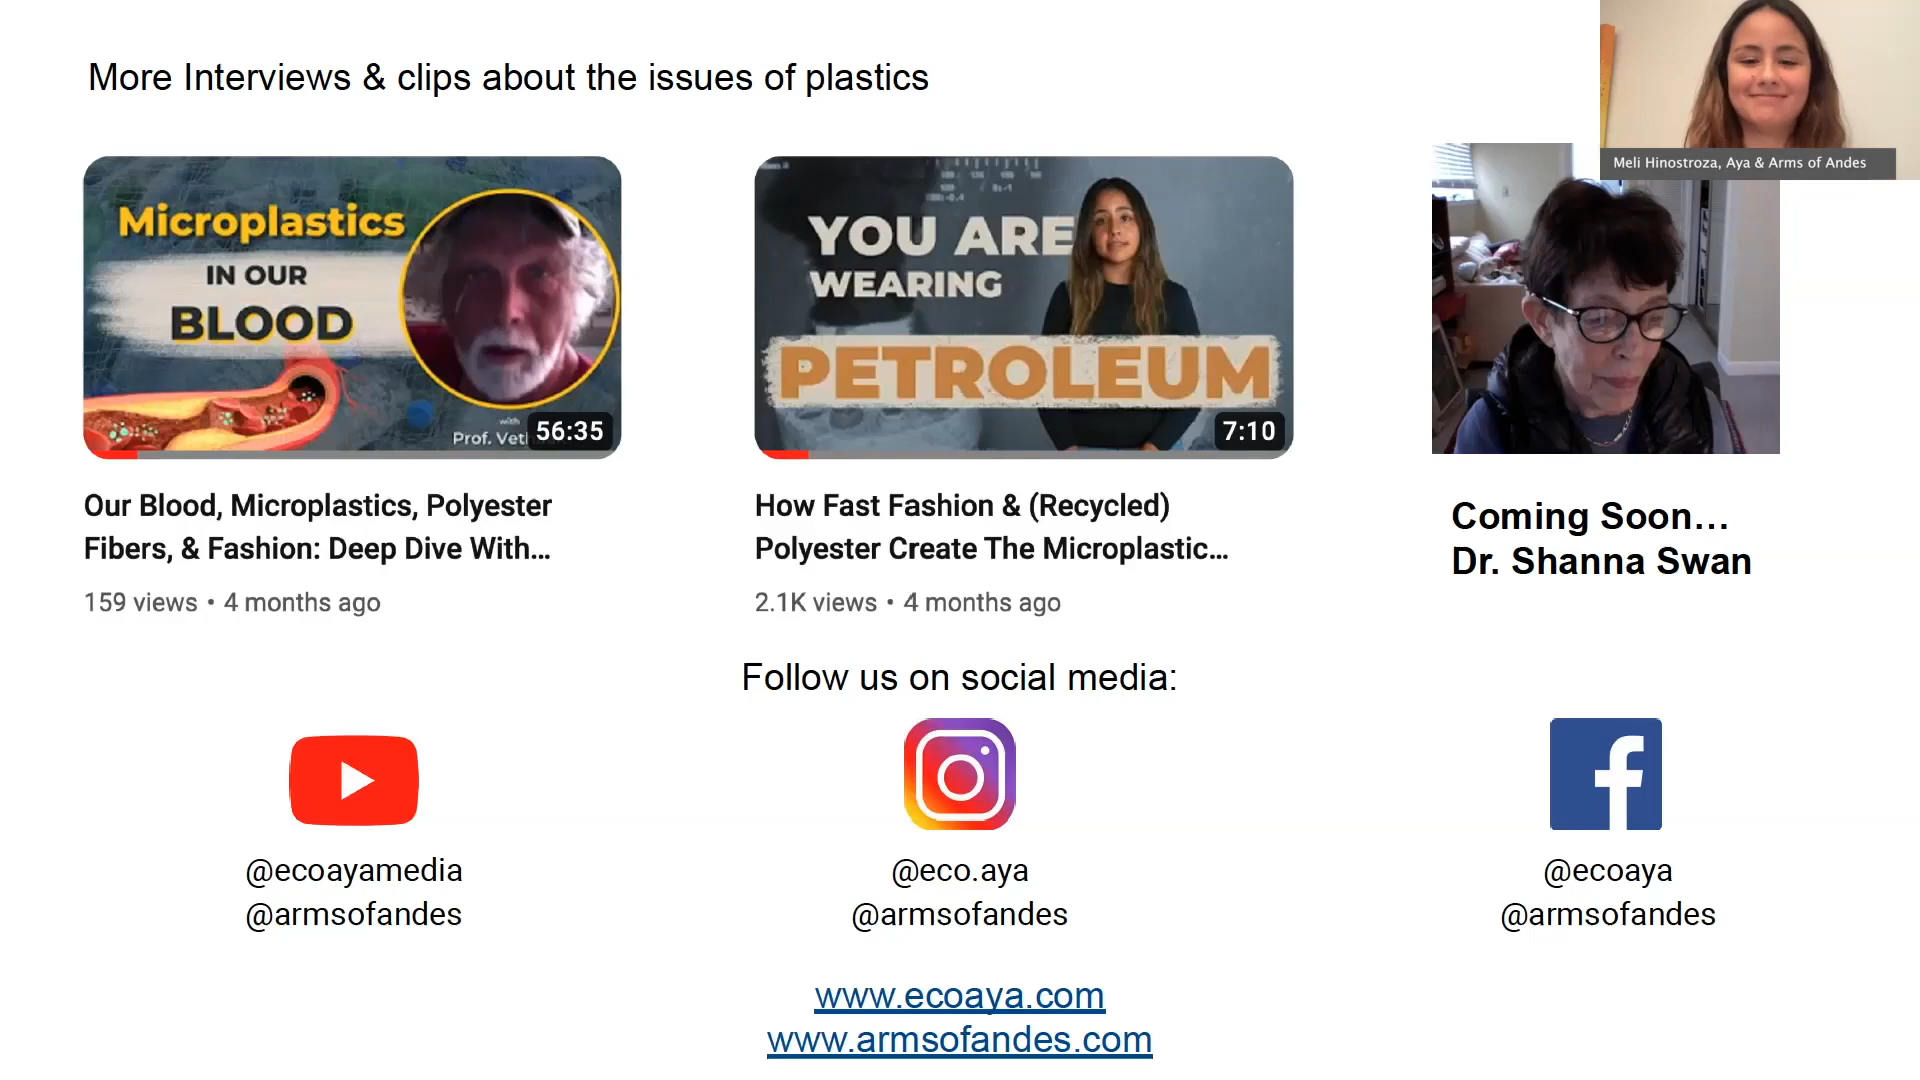 More Interviews & clips about the issues of plastics
Meli Hinostroza, Aya & Arms of Andes
Microplastics
IN OUR
BLOOD
with
Prof.
56:35
YOU ARE
WEARING
PETROLEUM
7:10
Our Blood, Microplastics, Polyester
Fibers, & Fashion: Deep Dive With...
159 views • 4 months ago
How Fast Fashion & (Recycled)
Polyester Create The Microplastic...
2.1K views • 4 months ago
Coming Soon...
Dr. Shanna Swan
Follow us on social media:
@ecoayamedia
@armsofandes
@eco.aya
@armsofandes
@ecoaya
@armsofandes
www.ecoaya.com
www.armsofandes.com